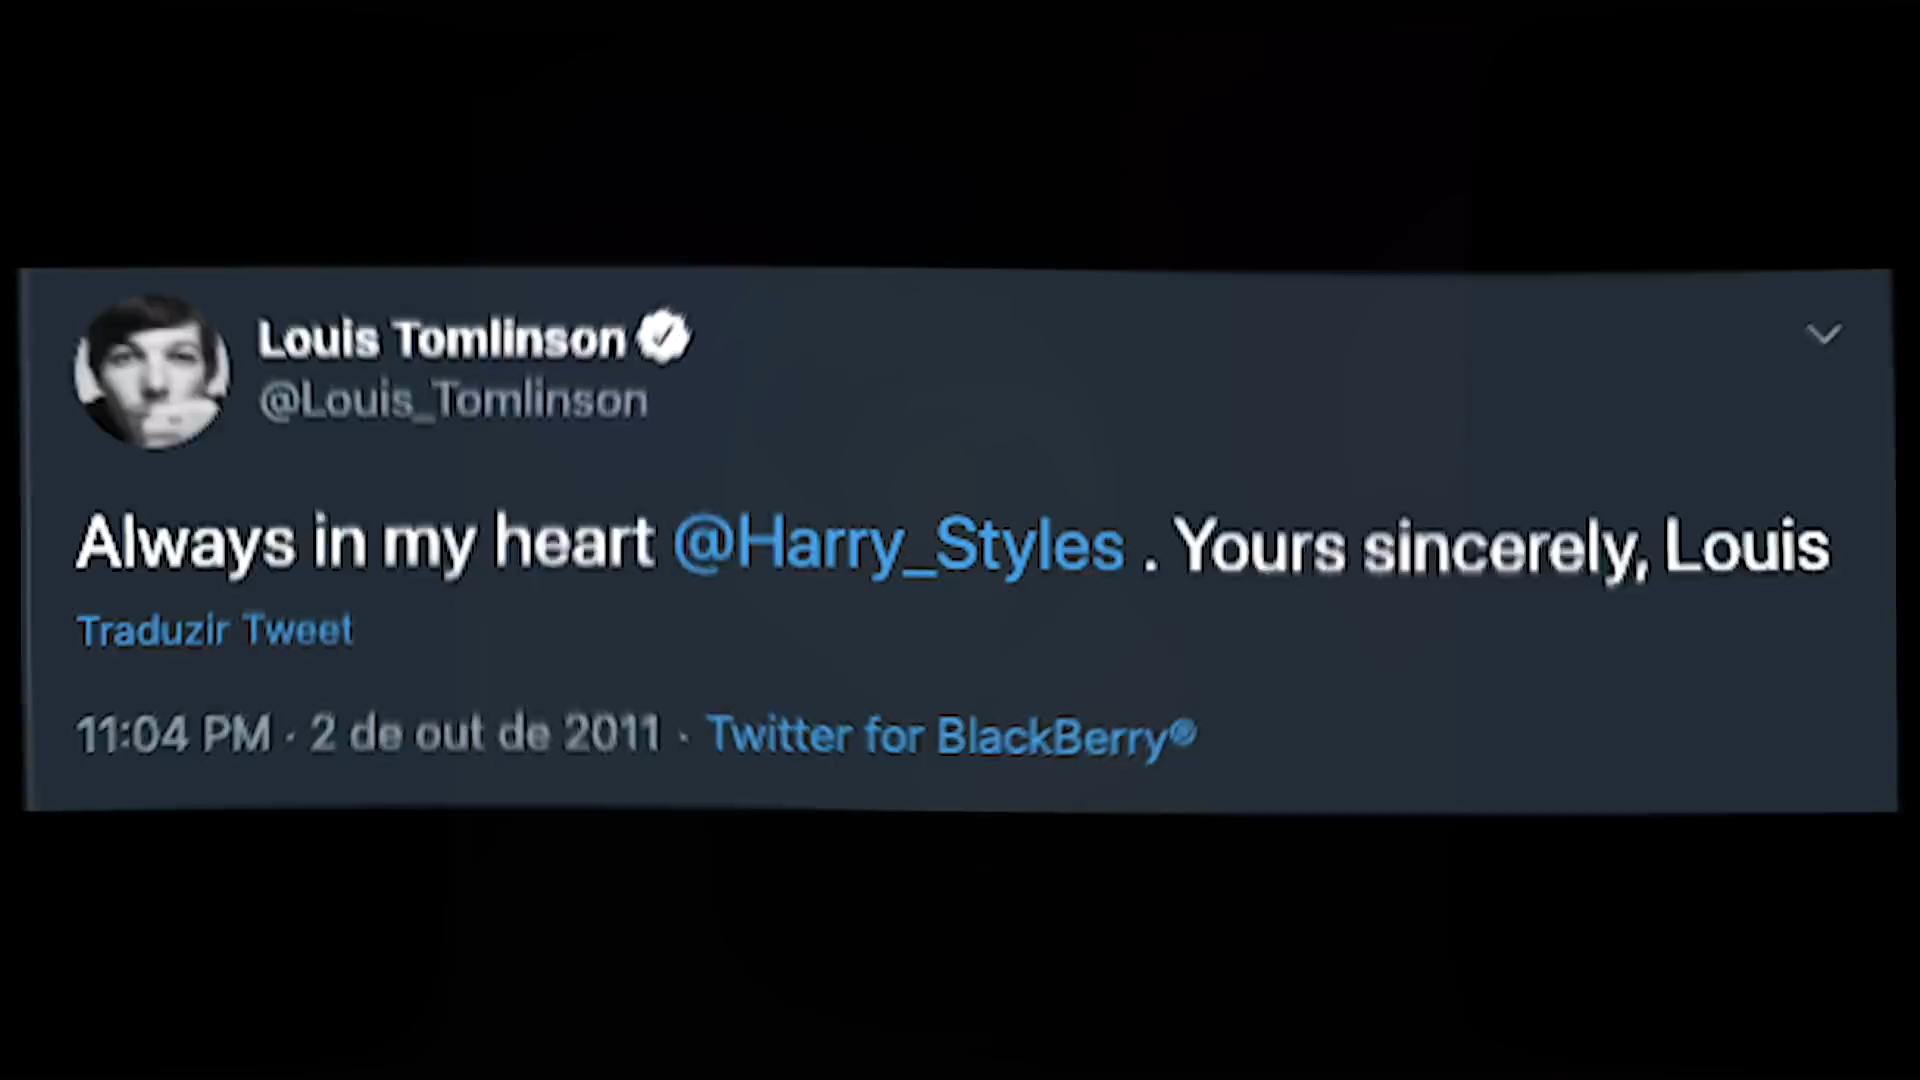 Louis Tomlinson
@Louis_Tomlinson
Always in my heart @Harry_Styles . Yours sincerely, Louis
Traduzir Tweet
11:04 PM · 2 de out de 2011 · Twitter for BlackBerry®